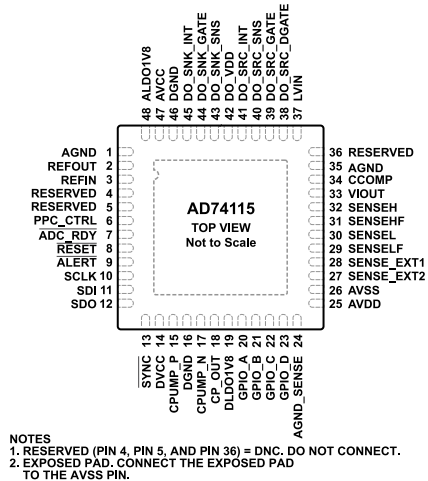 48 ALDO1V8
47 AVCC
46 DGND
45 DO_SNK_INT
44 DO_SNK_GATE
43 DO_SNK_SNS
42 DO_VDD
41 DO_SRC_INT
40 DO_SRC_SNS
39 DO_SRC_GATE
38 DO_SRC_DGATE
37 LVIN
AGND 1
REFOUT 2
REFIN 3
RESERVED 4
RESERVED 5
PPC_CTRL 6
ADC_RDY 7
RESET 8
ALERT 9
SCLK 10
SDI 11
SDO 12
AD74115
TOP VIEW
Not to Scale
36 RESERVED
35 AGND
34 CCOMP
33 VIOUT
32 SENSEH
31 SENSEHF
30 SENSEL
29 SENSELF
28 SENSE_EXT1
27 SENSE_EXT2
26 AVSS
25 AVDD
SYNC 13
DVCC 14
CPUMP_P 15
DGND 16
CPUMP_N 17
CP_OUT 18
DLDO1V8 19
GPIO_A 20
GPIO_B 21
GPIO_C 22
GPIO_D 23
AGND_SENSE 24
NOTES
1. RESERVED (PIN 4, PIN 5, AND PIN 36) = DNC. DO NOT CONNECT.
2. EXPOSED PAD. CONNECT THE EXPOSED PAD
TO THE AVSS PIN.